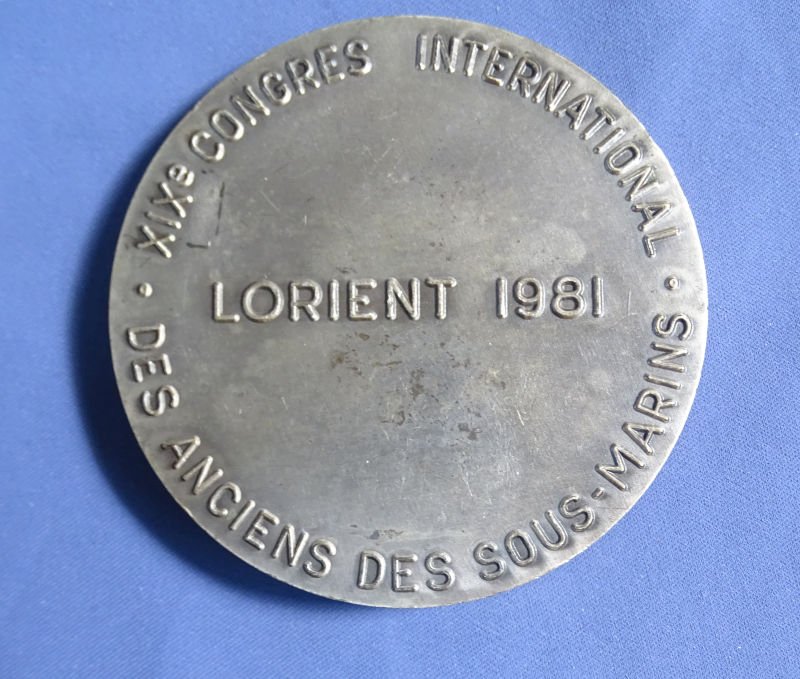 XIXe CONGRES INTERNATIONAL
LORIENT 1981
• DES ANCIENS DES SOUS-MARINS •